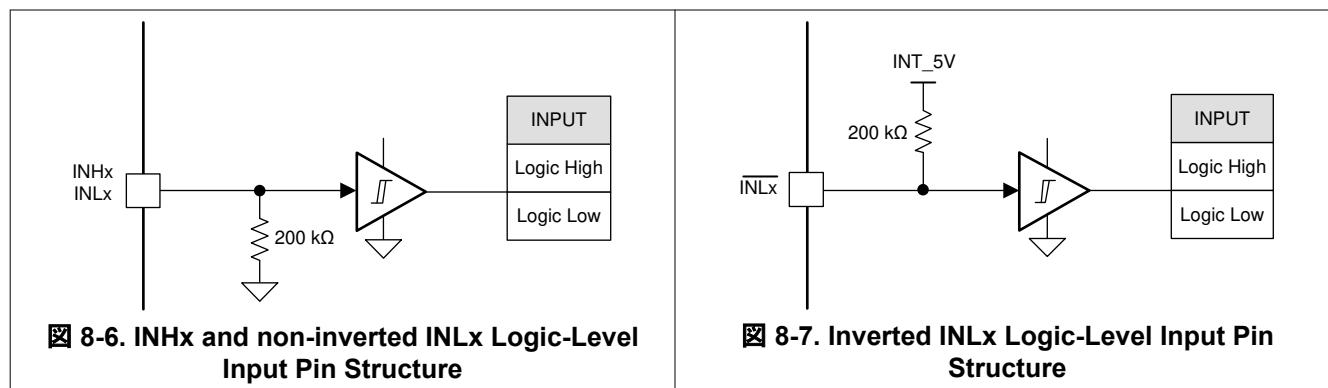 INHx
INLx
200 kΩ
INPUT
Logic High
Logic Low
図 8-6. INHx and non-inverted INLx Logic-Level
Input Pin Structure
INT_5V
200 kΩ
INLx
INPUT
Logic High
Logic Low
図 8-7. Inverted INLx Logic-Level Input Pin
Structure